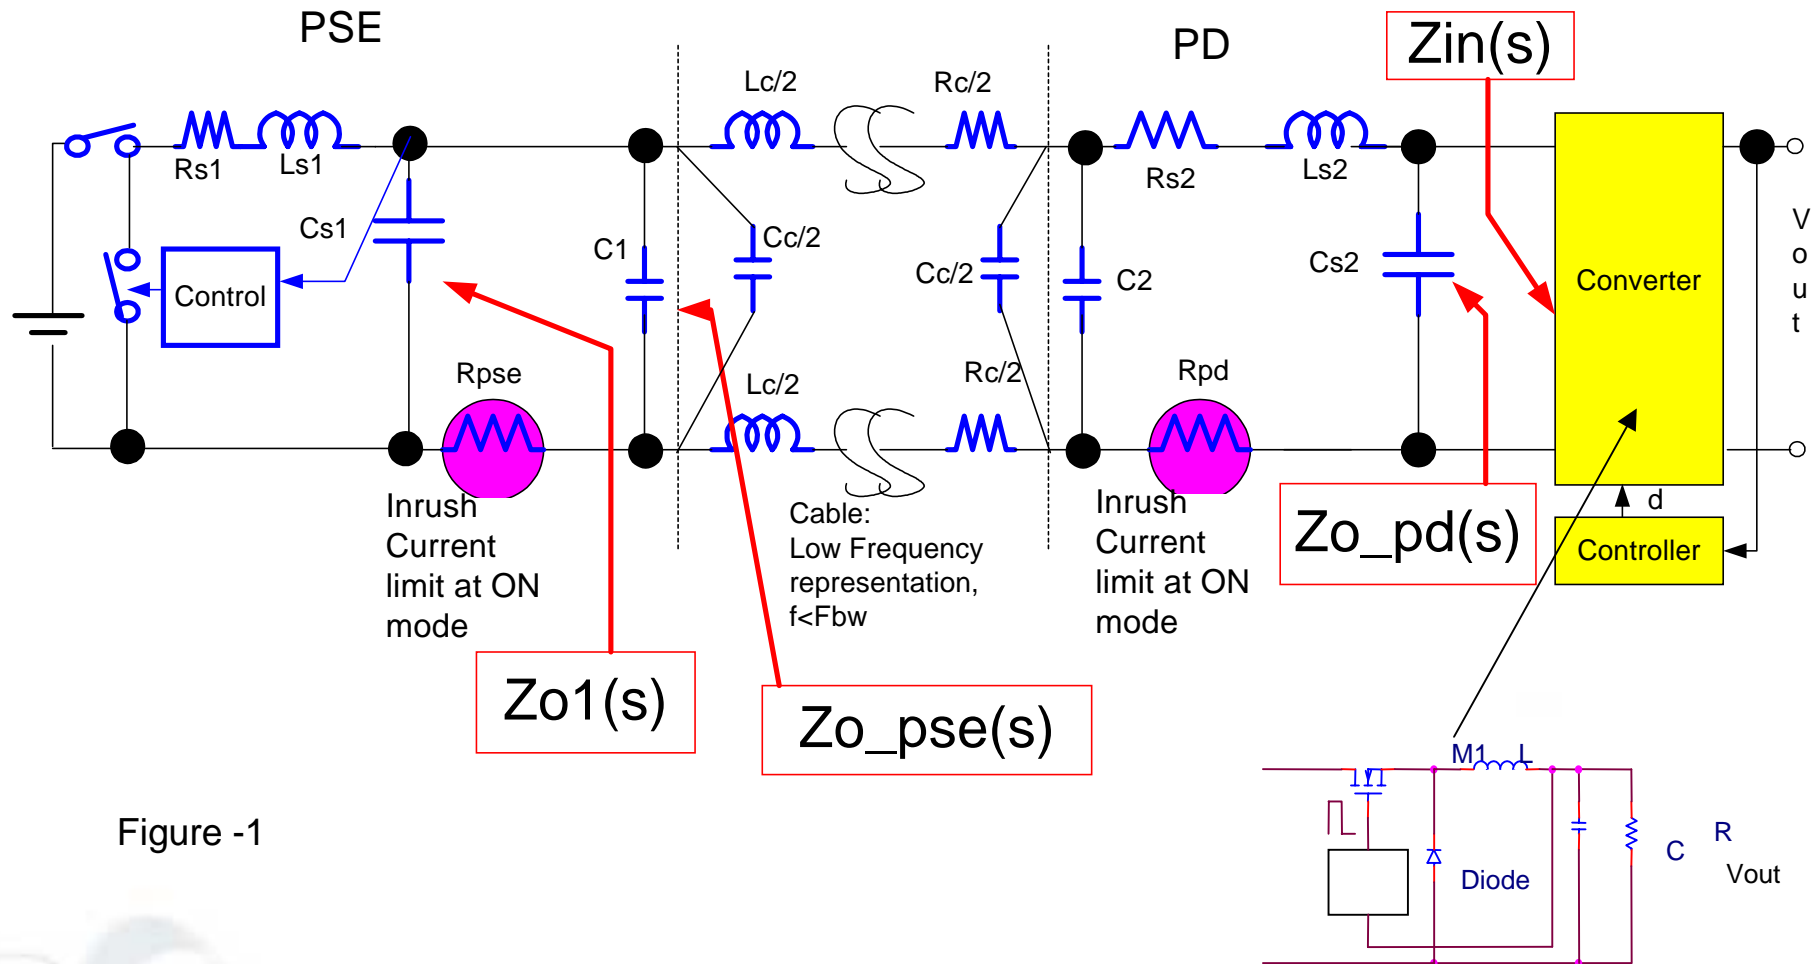 PSE
PD
Zin(s)
Lc/2
Rc/2
Rs1
Ls1
Rs2
Ls2
Cs1
C1
Cc/2
Cc/2
C2
Cs2
Converter
V
o
u
t
Control
Rpse
Lc/2
Rc/2
Rpd
Inrush
Current
limit at ON
mode
Cable:
Low Frequency
representation,
f<Fbw
Inrush
Current
limit at ON
mode
Zo_pd(s)
d
Controller
Zo1(s)
Zo_pse(s)
M1
L
Diode
C
R
Vout
Figure -1